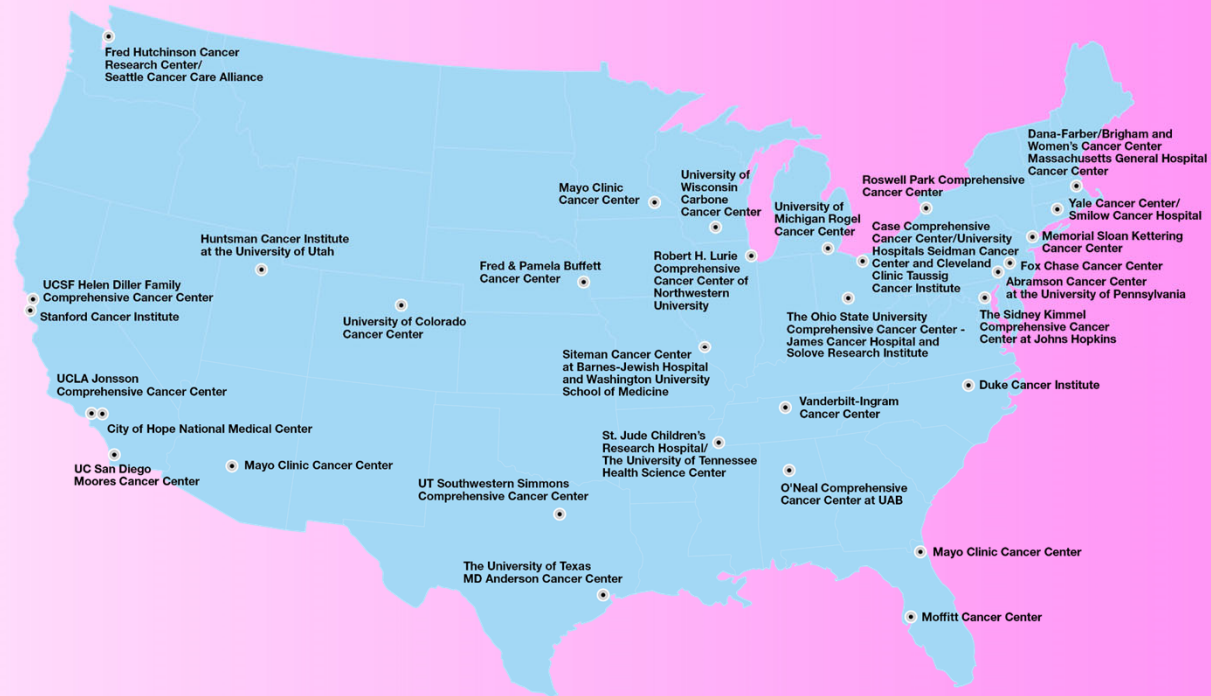 Fred Hutchinson Cancer
Research Center/
Seattle Cancer Care Alliance
Dana-Farber/Brigham and
Women's Cancer Center
Massachusetts General Hospital
Cancer Center
Mayo Clinic
Cancer Center
University of
Wisconsin
Carbone
Cancer Center
Roswell Park Comprehensive
Cancer Center
University of
Michigan Rogel
Cancer Center
Yale Cancer Center/
Smilow Cancer Hospital
Case Comprehensive
Cancer Center/University
Hospitals Seidman Cancer
Center and Cleveland
Clinic Taussig
Cancer Institute
Memorial Sloan Kettering
Cancer Center
Huntsman Cancer Institute
at the University of Utah
Fred & Pamela Buffett
Cancer Center
Robert H. Lurie
Comprehensive
Cancer Center of
Northwestern
University
Fox Chase Cancer Center
Abramson Cancer Center
at the University of Pennsylvania
UCSF Helen Diller Family
Comprehensive Cancer Center
Stanford Cancer Institute
University of Colorado
Cancer Center
The Ohio State University
Comprehensive Cancer Center -
James Cancer Hospital and
Solove Research Institute
The Sidney Kimmel
Comprehensive Cancer
Center at Johns Hopkins
Siteman Cancer Center
at Barnes-Jewish Hospital
and Washington University
School of Medicine
UCLA Jonsson
Comprehensive Cancer Center
Duke Cancer Institute
Vanderbilt-Ingram
Cancer Center
City of Hope National Medical Center
St. Jude Children's
Research Hospital/
The University of Tennessee
Health Science Center
UC San Diego
Moores Cancer Center
Mayo Clinic Cancer Center
UT Southwestern Simmons
Comprehensive Cancer Center
O'Neal Comprehensive
Cancer Center at UAB
Mayo Clinic Cancer Center
The University of Texas
MD Anderson Cancer Center
Moffitt Cancer Center